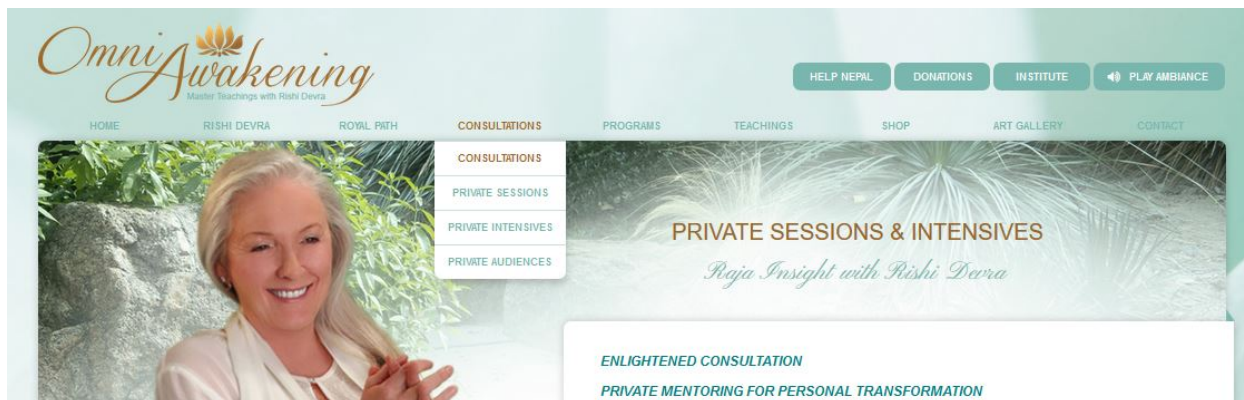 Omni Awakening
Master Teachings with Rishi Devra
HELP NEPAL DONATIONS INSTITUTE PLAY AMBIANCE
HOME RISHI DEVRA ROYAL PATH CONSULTATIONS PROGRAMS TEACHINGS SHOP ART GALLERY CONTACT
CONSULTATIONS
PRIVATE SESSIONS
PRIVATE INTENSIVES
PRIVATE AUDIENCES
PRIVATE SESSIONS & INTENSIVES
Raja Insight with Rishi Devra
ENLIGHTENED CONSULTATION
PRIVATE MENTORING FOR PERSONAL TRANSFORMATION